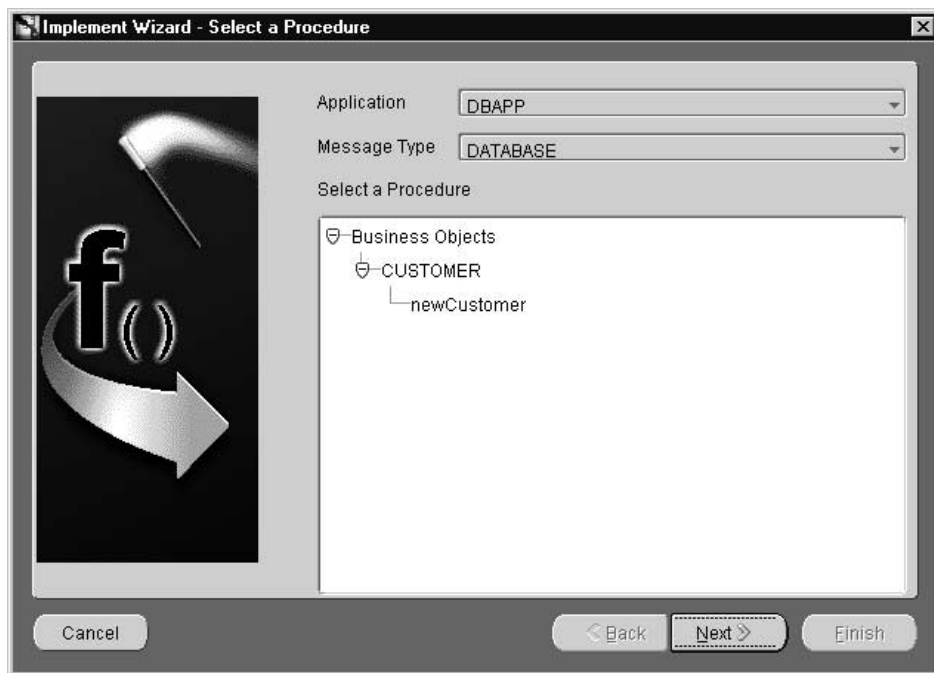 Implement Wizard - Select a Procedure
Application DBAPP
Message Type DATABASE
Select a Procedure
Business Objects
CUSTOMER
newCustomer
f()
Cancel Back Next Finish